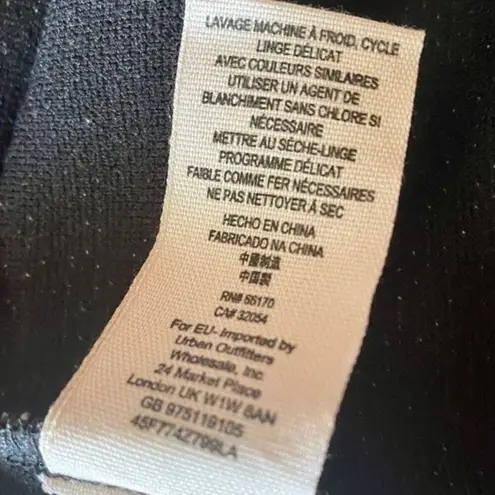 LAVAGE MACHINE À FROID, CYCLE
LINGE DÉLICAT
AVEC COULEURS SIMILAIRES
UTILISER UN AGENT DE
BLANCHIMENT SANS CHLORE SI
NÉCESSAIRE
METTRE AU SÈCHE-LINGE
PROGRAMME DÉLICAT
FAIBLE COMME FER NÉCESSAIRES
NE PAS NETTOYER À SEC
HECHO EN CHINA
FABRICADO NA CHINA
中國制造
中国製
RN# 66170
CA# 32054
For EU- Imported by
Urban Outfitters
Wholesale, Inc.
24 Market Place
London UK W1W 8AN
GB 975119105
45F7742799LA